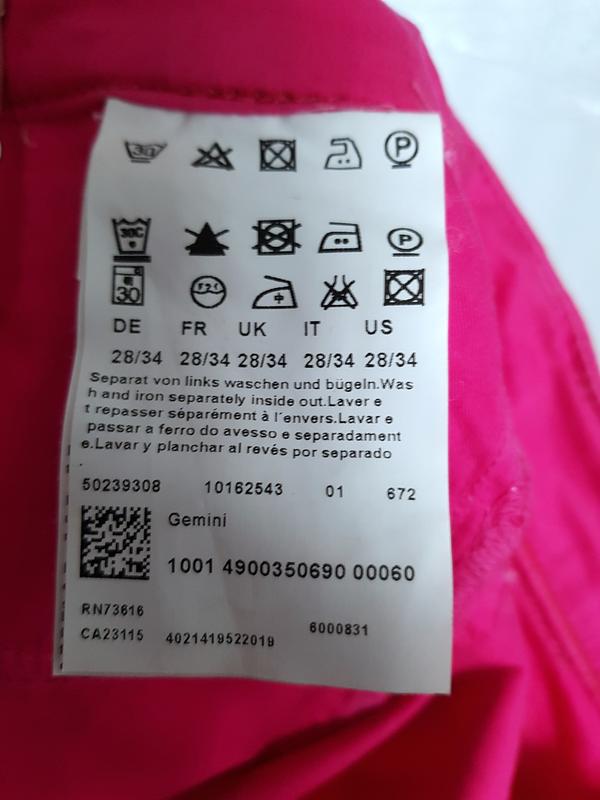 30
P
30C
P
30
DE FR UK IT US
28/34 28/34 28/34 28/34 28/34
Separat von links waschen und bügeln.Was
h and iron separately inside out.Laver e
t repasser séparément à l´envers.Lavar e
passar a ferro do avesso e separadament
e.Lavar y planchar al revés por separado
.
50239308 10162543 01 672
Gemini
1001 4900350690 00060
RN73616
CA23115 4021419522019 6000831